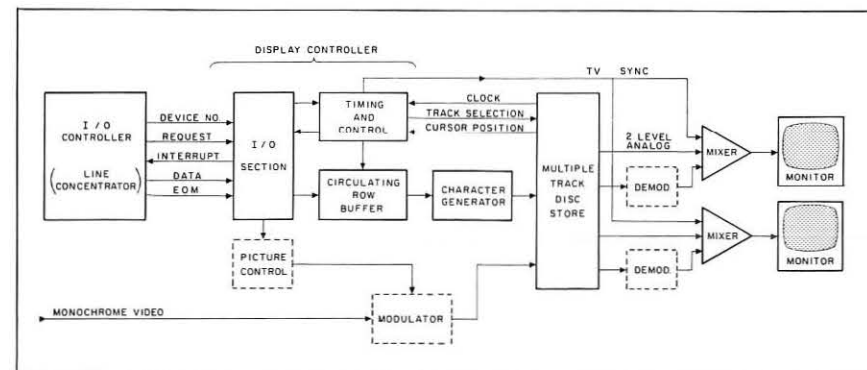 DISPLAY CONTROLLER
TV SYNC
I/O
CONTROLLER
(LINE
CONCENTRATOR)
DEVICE NO.
REQUEST
INTERRUPT
DATA
EOM
I/O
SECTION
TIMING
AND
CONTROL
CLOCK
TRACK SELECTION
CURSOR POSITION
CIRCULATING
ROW
BUFFER
CHARACTER
GENERATOR
MULTIPLE
TRACK
DISC
STORE
2 LEVEL
ANALOG
DEMOD
MIXER
MONITOR
DEMOD.
MIXER
MONITOR
PICTURE
CONTROL
MONOCHROME VIDEO
MODULATOR